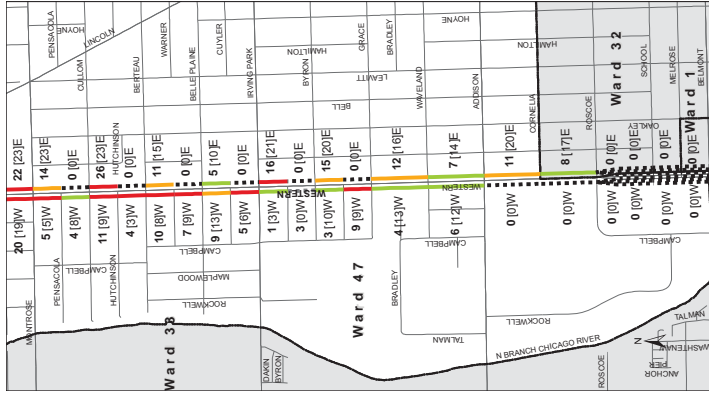 PENSACOLA
HOYNE
LINCOLN
CULLOM
BERTEAU
WARNER
BELLE PLAINE
CUYLER
IRVING PARK
HAMILTON
BYRON
BELL
GRACE
LEAVITT
BRADLEY
WAVELAND
HOYNE
ADDISON
HAMILTON
CORNELIA
ROSCOE
Ward 32
SCHOOL
OAKLEY
MELROSE
BELMONT
Ward 1
22 [23]E
14 [23]E
0 [0]E
26 [23]E
HUTCHINSON
0 [0]E
11 [15]E
0 [0]E
5 [10]E
0 [0]E
16 [21]E
0 [0]E
15 [20]E
0 [0]E
12 [16]E
7 [14]E
11 [20]E
8 [17]E
0 [0]E
0 [0]E
0 [0]E
0 [0]E
WESTERN
WESTERN
20 [19]W
5 [5]W
4 [8]W
11 [9]W
4 [3]W
10 [8]W
7 [9]W
9 [13]W
5 [6]W
1 [3]W
3 [0]W
3 [10]W
9 [9]W
4 [13]W
6 [12]W
0 [0]W
0 [0]W
0 [0]W
0 [0]W
0 [0]W
0 [0]W
MONTROSE
PENSACOLA
CAMPBELL
HUTCHINSON
CAMPBELL
MAPLEWOOD
ROCKWELL
CAMPBELL
CAMPBELL
Ward 47
BRADLEY
TALMAN
ROCKWELL
Ward 38
DAKIN
BYRON
N BRANCH CHICAGO RIVER
ROSCOE
N
TALMAN
WASHTENAW
ANCHOR
PIER